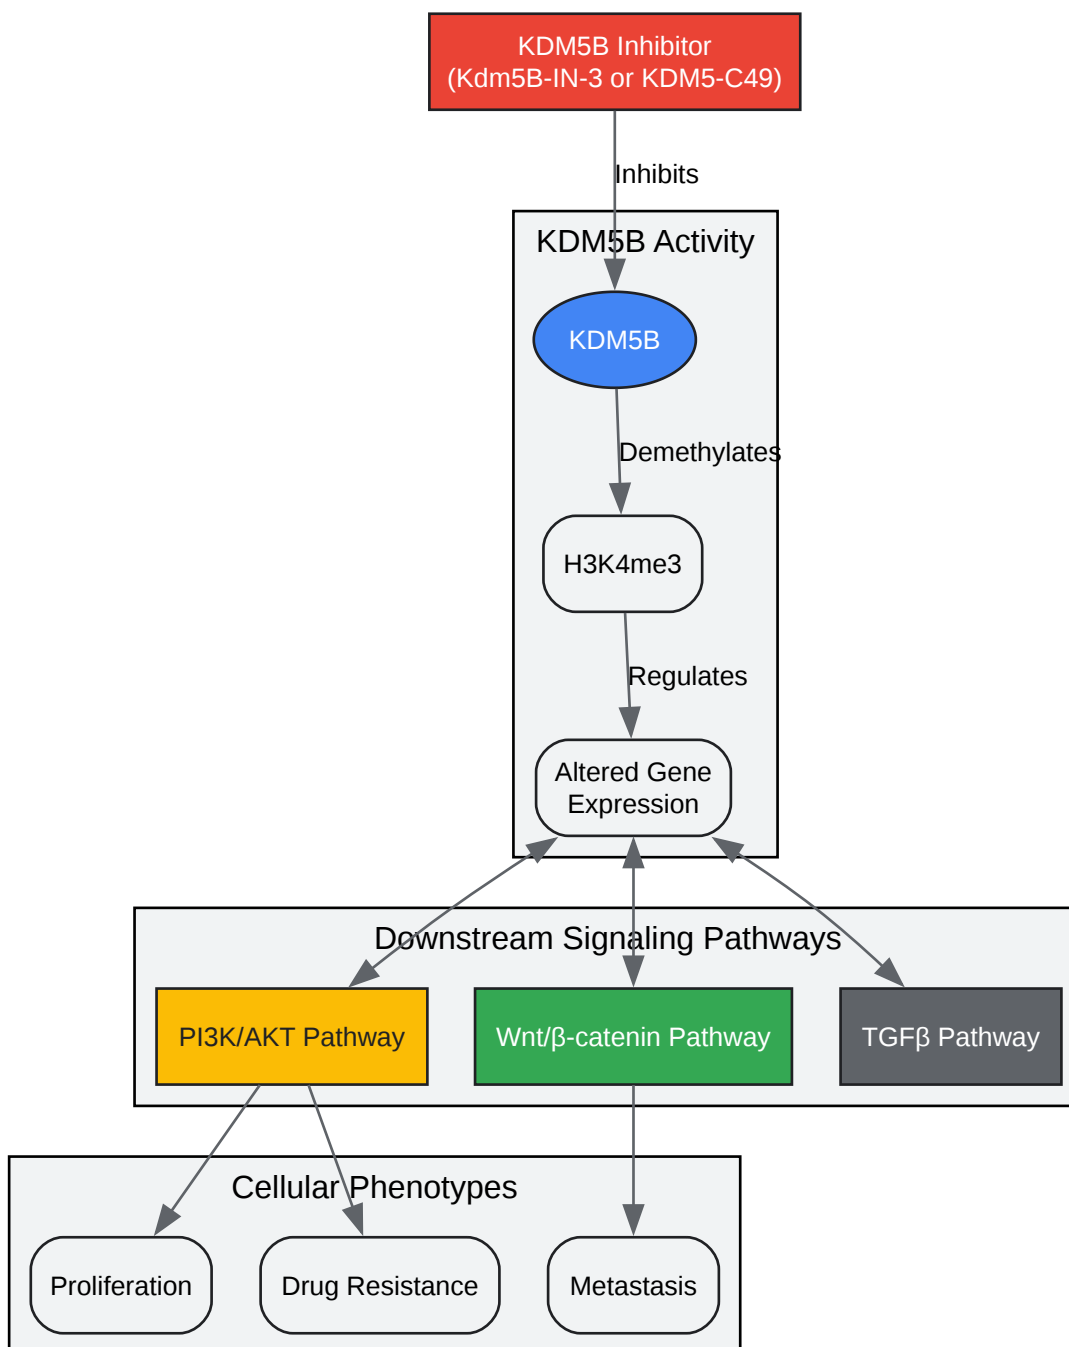 KDM5B Inhibitor
(Kdm5B-IN-3 or KDM5-C49)
Inhibits
KDM5B Activity
KDM5B
Demethylates
H3K4me3
Regulates
Altered Gene
Expression
Downstream Signaling Pathways
PI3K/AKT Pathway
Wnt/β-catenin Pathway
TGFβ Pathway
Cellular Phenotypes
Proliferation
Drug Resistance
Metastasis